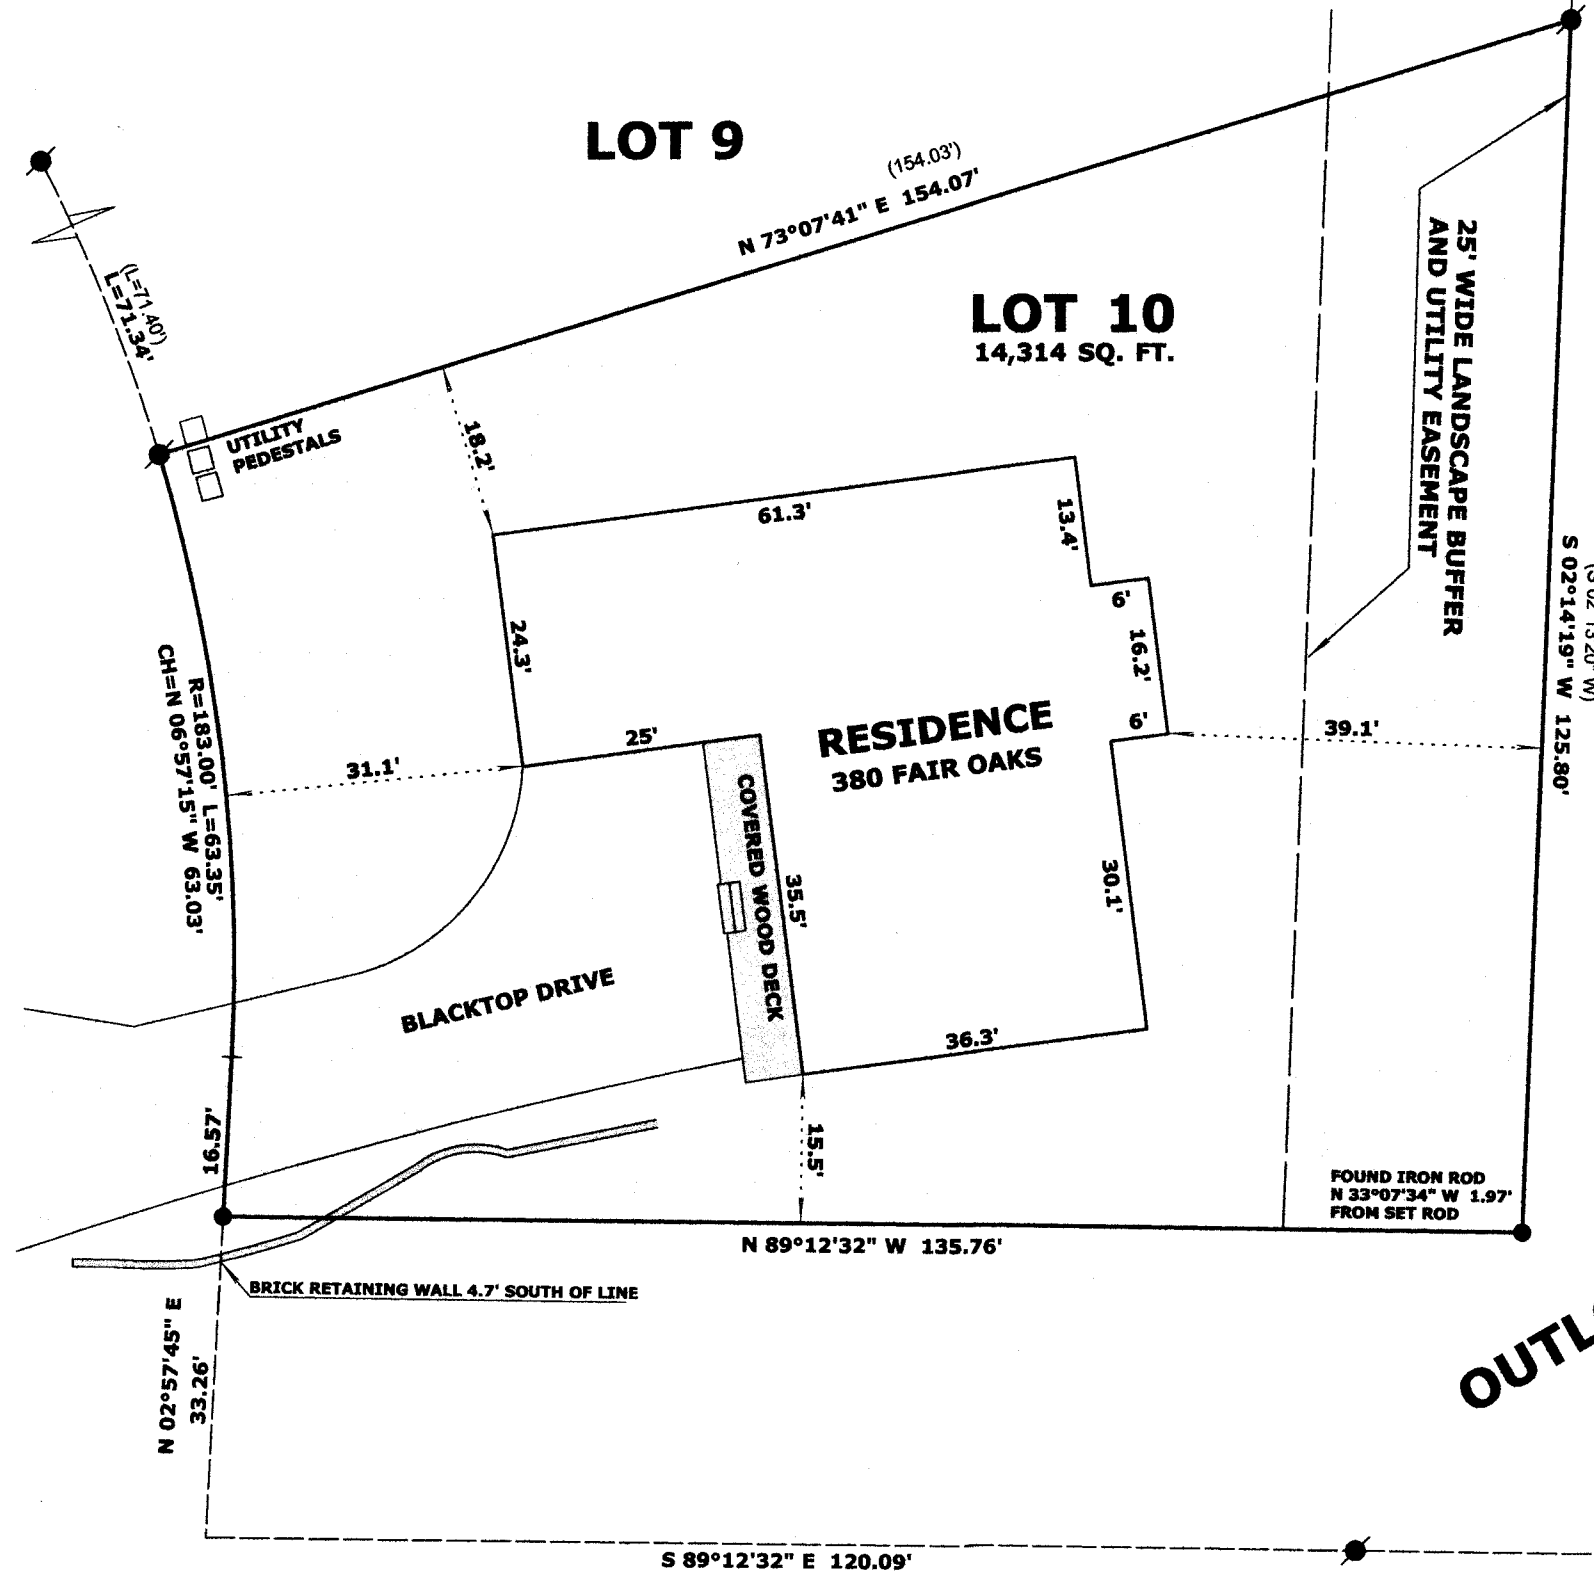 LOT 9
(154.03')
N 73°07'41" E 154.07'
(L=71.40')
L=71.34'
LOT 10
14,314 SQ. FT.
25' WIDE LANDSCAPE BUFFER
AND UTILITY EASEMENT
UTILITY
PEDESTALS
18.2'
61.3'
13.4'
6'
16.2'
6'
24.3'
S 02°14'19" W 125.80'
R=183.00' L=63.35'
CH=N 06°57'15" W 63.03'
31.1'
25'
RESIDENCE
380 FAIR OAKS
39.1'
COVERED WOOD DECK
35.5'
30.1'
BLACKTOP DRIVE
36.3'
16.57'
15.5'
FOUND IRON ROD
N 33°07'34" W 1.97'
FROM SET ROD
N 89°12'32" W 135.76'
BRICK RETAINING WALL 4.7' SOUTH OF LINE
N 02°57'45" E
33.26'
OUTL
S 89°12'32" E 120.09'